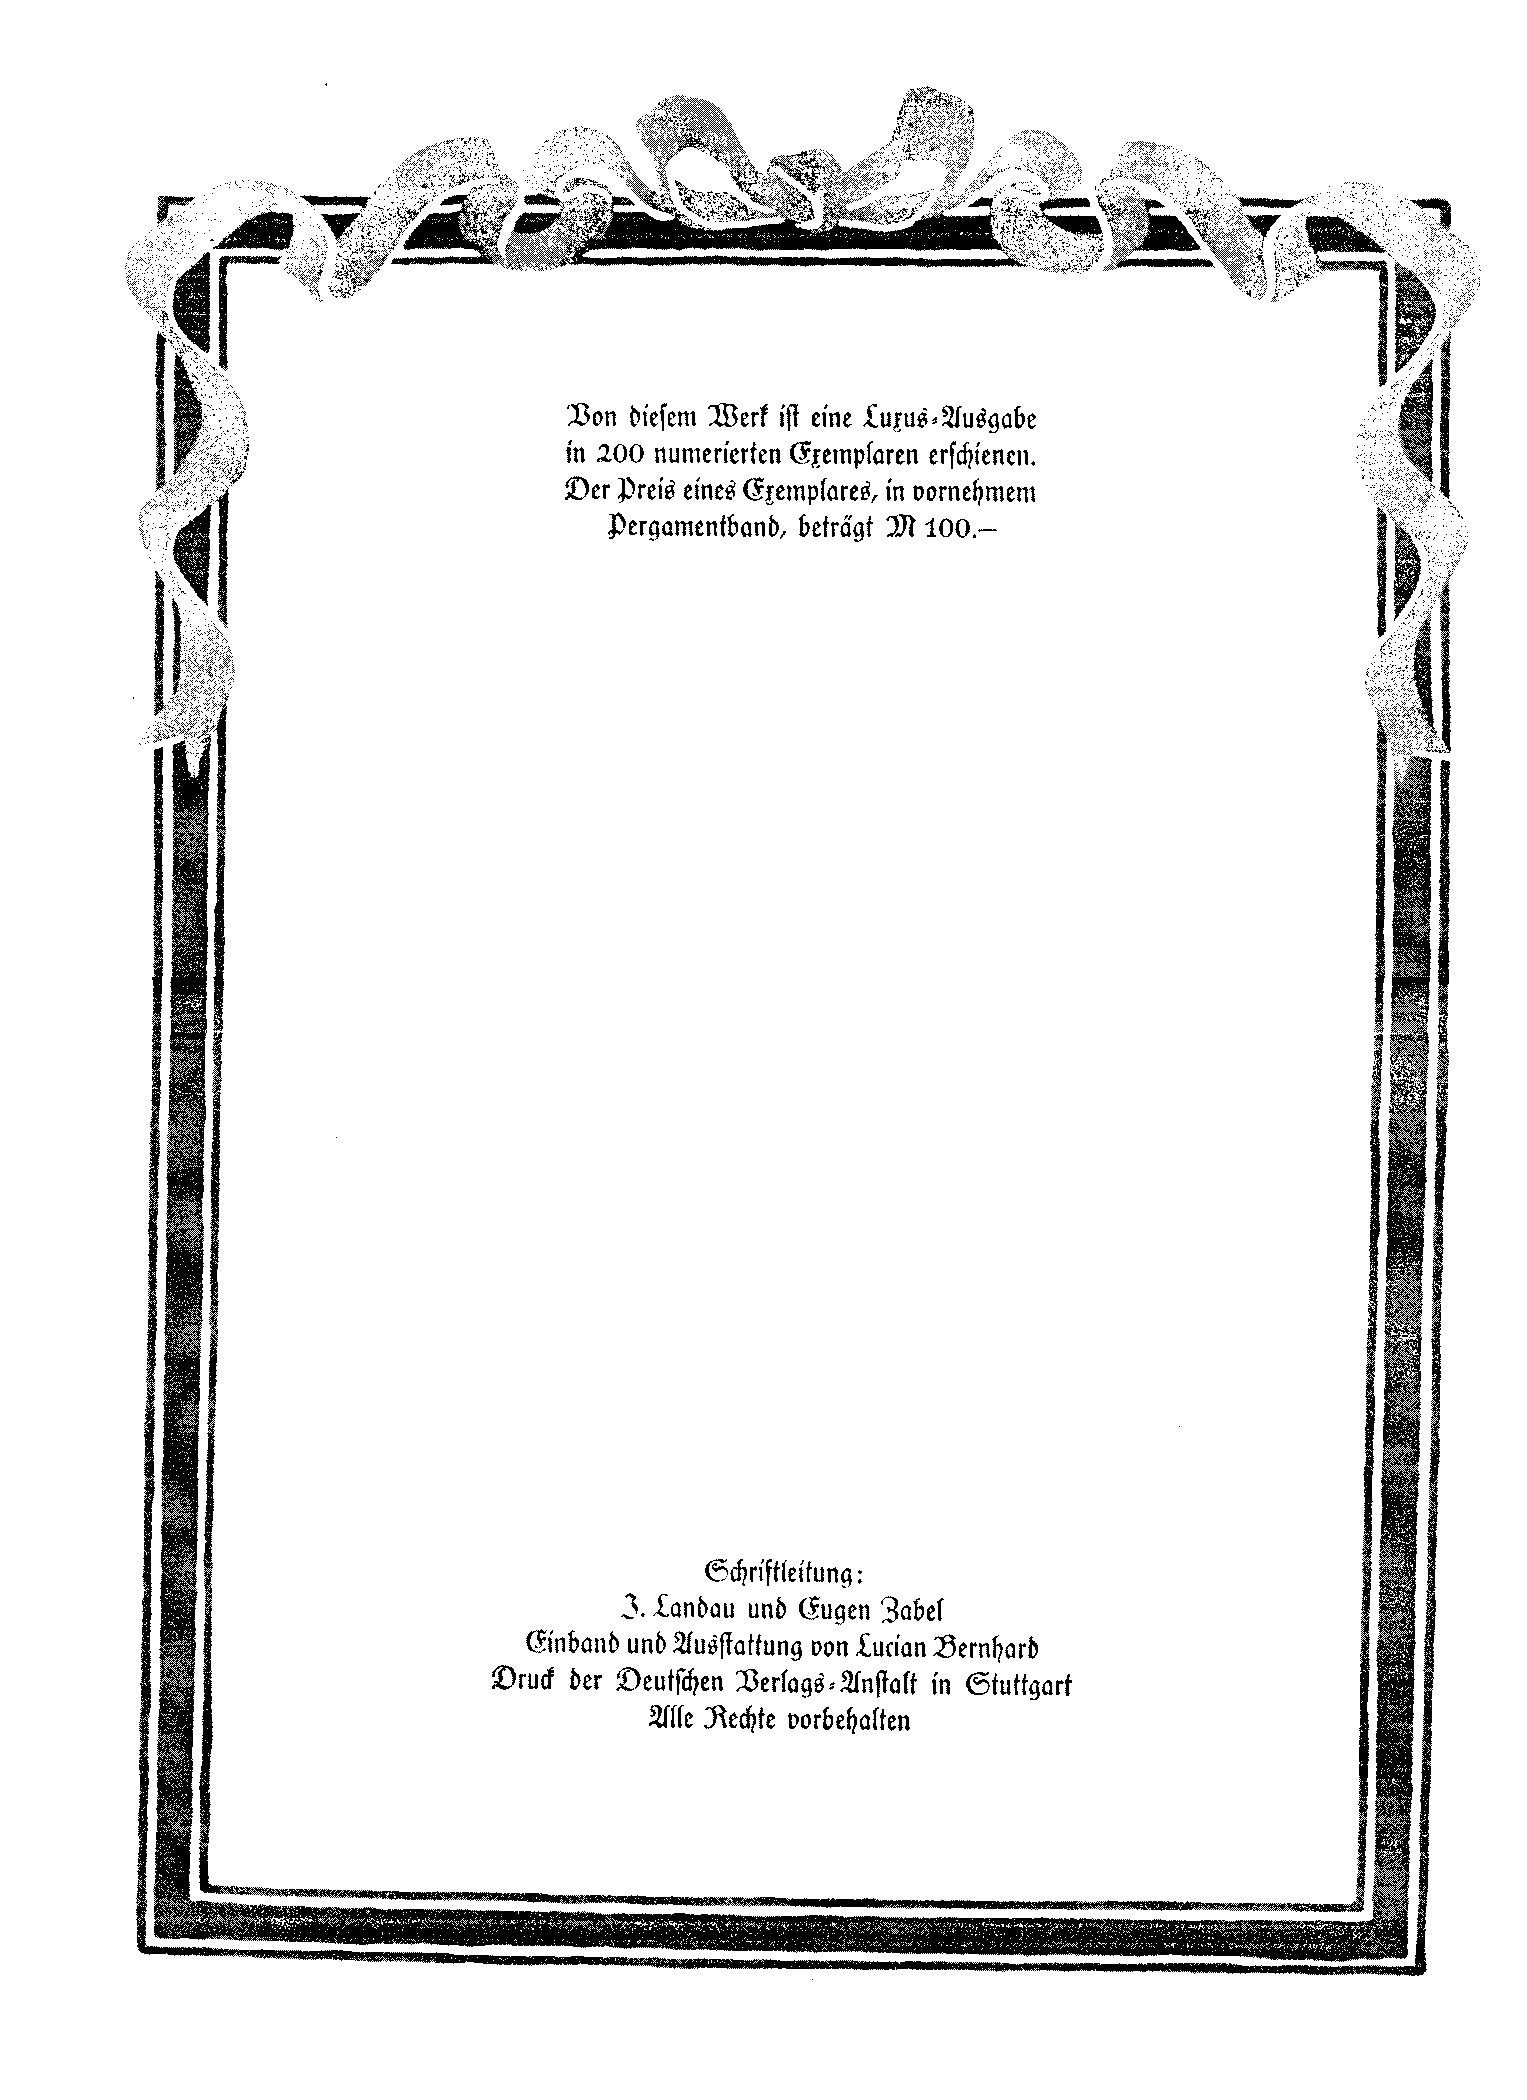 Von diesem Werk ist eine Luxus-Ausgabe
in 200 numerierten Exemplaren erschienen.
Der Preis eines Exemplares, in vornehmem
Pergamentband, beträgt M 100.—
Schriftleitung:
J. Landau und Eugen Zabel
Einband und Ausstattung von Lucian Bernhard
Druck der Deutschen Verlags-Anstalt in Stuttgart
Alle Rechte vorbehalten